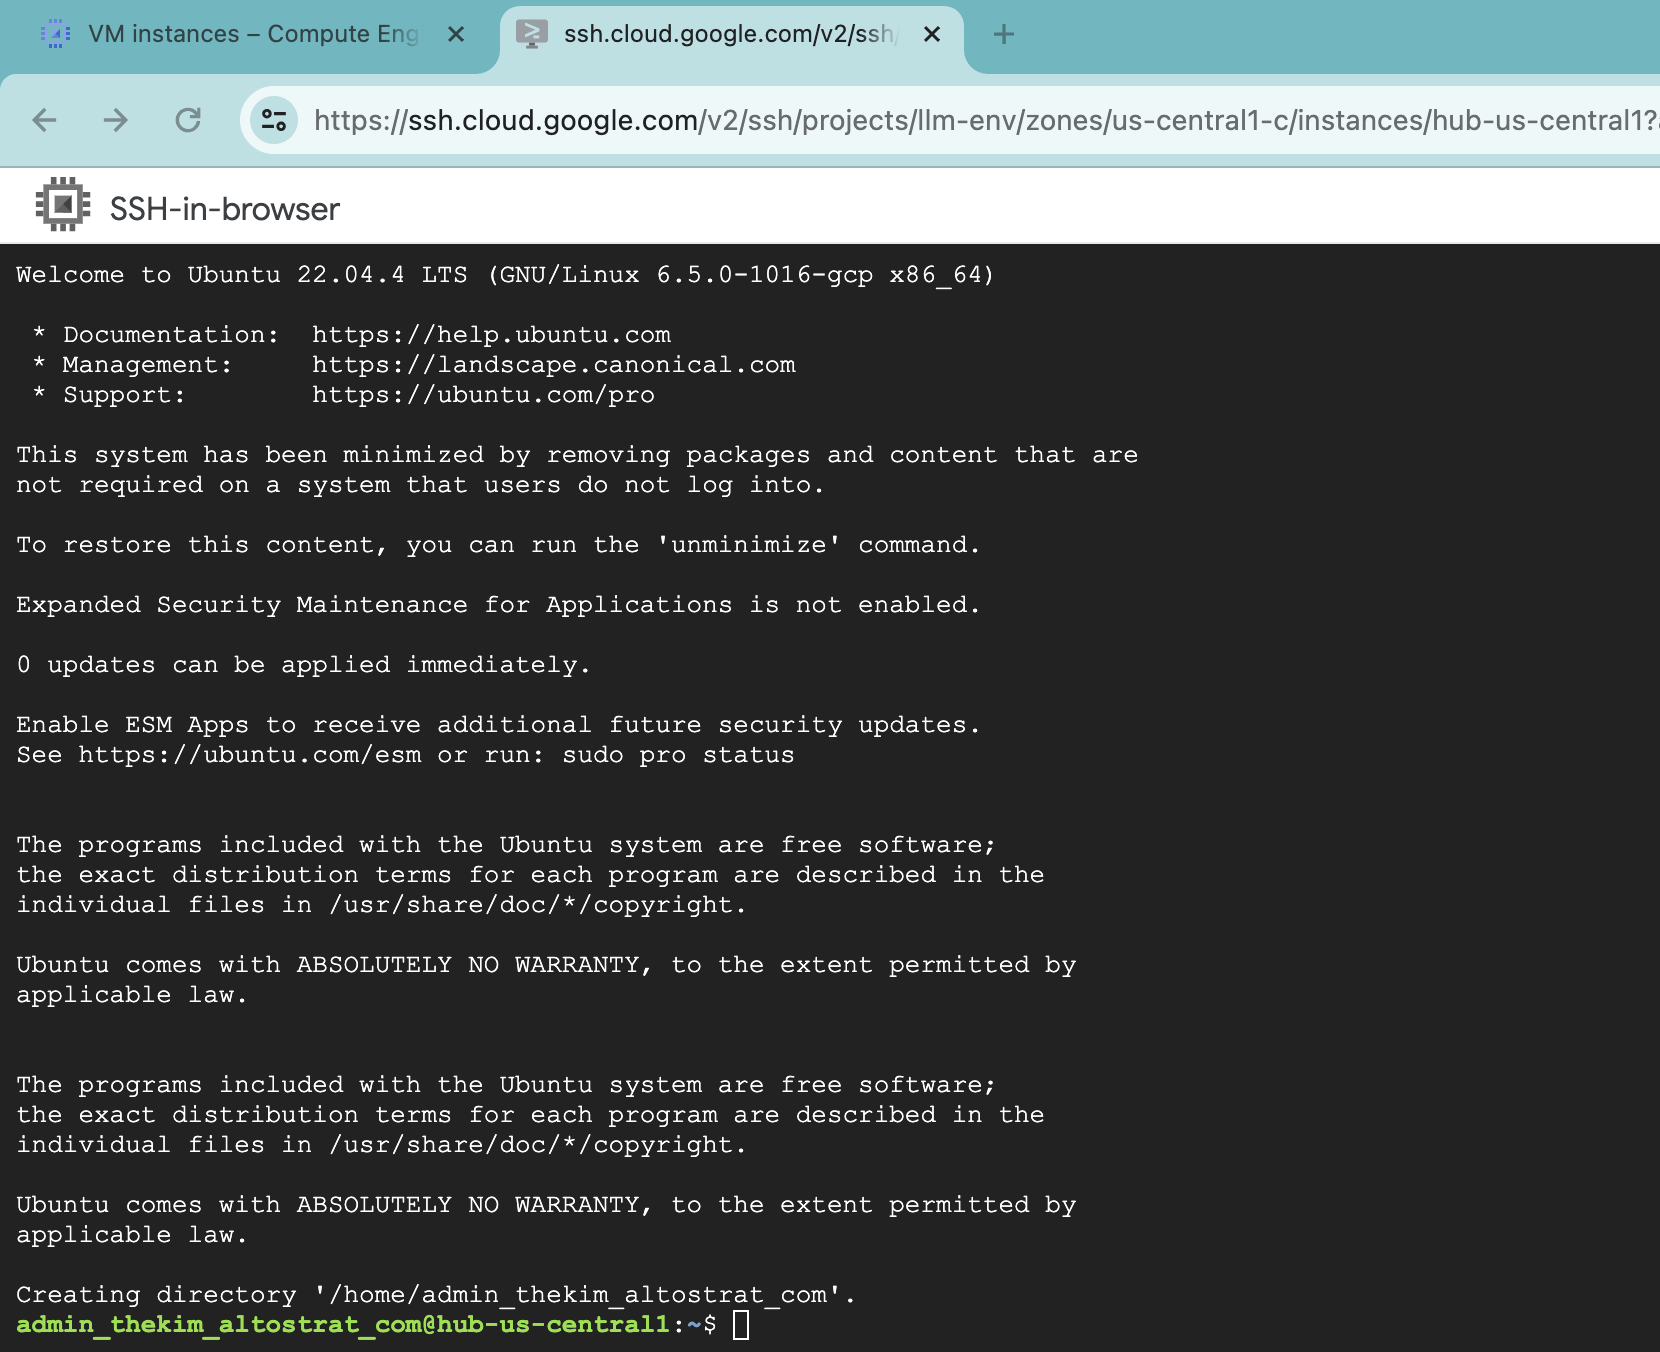 VM instances – Compute Eng
ssh.cloud.google.com/v2/ssh/
https://ssh.cloud.google.com/v2/ssh/projects/llm-env/zones/us-central1-c/instances/hub-us-central1?
SSH-in-browser
Welcome to Ubuntu 22.04.4 LTS (GNU/Linux 6.5.0-1016-gcp x86_64)
* Documentation:  https://help.ubuntu.com
* Management:     https://landscape.canonical.com
* Support:        https://ubuntu.com/pro
This system has been minimized by removing packages and content that are
not required on a system that users do not log into.
To restore this content, you can run the 'unminimize' command.
Expanded Security Maintenance for Applications is not enabled.
0 updates can be applied immediately.
Enable ESM Apps to receive additional future security updates.
See https://ubuntu.com/esm or run: sudo pro status
The programs included with the Ubuntu system are free software;
the exact distribution terms for each program are described in the
individual files in /usr/share/doc/*/copyright.
Ubuntu comes with ABSOLUTELY NO WARRANTY, to the extent permitted by
applicable law.
The programs included with the Ubuntu system are free software;
the exact distribution terms for each program are described in the
individual files in /usr/share/doc/*/copyright.
Ubuntu comes with ABSOLUTELY NO WARRANTY, to the extent permitted by
applicable law.
Creating directory '/home/admin_thekim_altostrat_com'.
admin_thekim_altostrat_com@hub-us-central1:~$